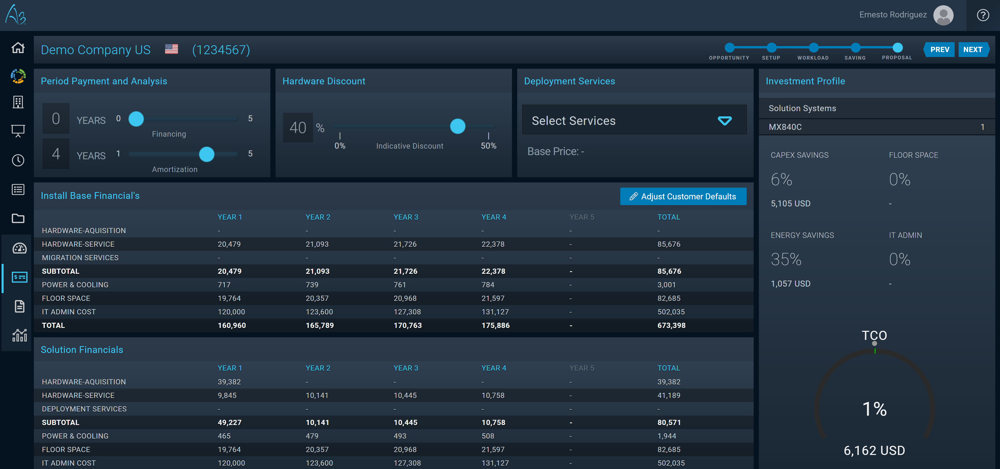 A3
Ernesto Rodriguez
?
Demo Company US (1234567)
OPPORTUNITY SETUP WORKLOAD SAVING PROPOSAL
PREV NEXT
Period Payment and Analysis
0 YEARS 0 5
Financing
4 YEARS 1 5
Amortization
Hardware Discount
40 %
0% Indicative Discount 50%
Deployment Services
Select Services
Base Price: -
Investment Profile
Solution Systems
MX840C 1
CAPEX SAVINGS FLOOR SPACE
6% 0%
5,105 USD -
ENERGY SAVINGS IT ADMIN
35% 0%
1,057 USD -
TCO
1%
6,162 USD
Install Base Financial's
Adjust Customer Defaults
YEAR 1 YEAR 2 YEAR 3 YEAR 4 YEAR 5 TOTAL
HARDWARE-AQUISITION - - - - - -
HARDWARE-SERVICE 20,479 21,093 21,726 22,378 - 85,676
MIGRATION SERVICES - - - - - -
SUBTOTAL 20,479 21,093 21,726 22,378 - 85,676
POWER & COOLING 717 739 761 784 - 3,001
FLOOR SPACE 19,764 20,357 20,968 21,597 - 82,685
IT ADMIN COST 120,000 123,600 127,308 131,127 - 502,035
TOTAL 160,960 165,789 170,763 175,886 - 673,398
Solution Financials
YEAR 1 YEAR 2 YEAR 3 YEAR 4 YEAR 5 TOTAL
HARDWARE-AQUISITION 39,382 - - - - 39,382
HARDWARE-SERVICE 9,845 10,141 10,445 10,758 - 41,189
DEPLOYMENT SERVICES - - - - - -
SUBTOTAL 49,227 10,141 10,445 10,758 - 80,571
POWER & COOLING 465 479 493 508 - 1,944
FLOOR SPACE 19,764 20,357 20,968 21,597 - 82,685
IT ADMIN COST 120,000 123,600 127,308 131,127 - 502,035